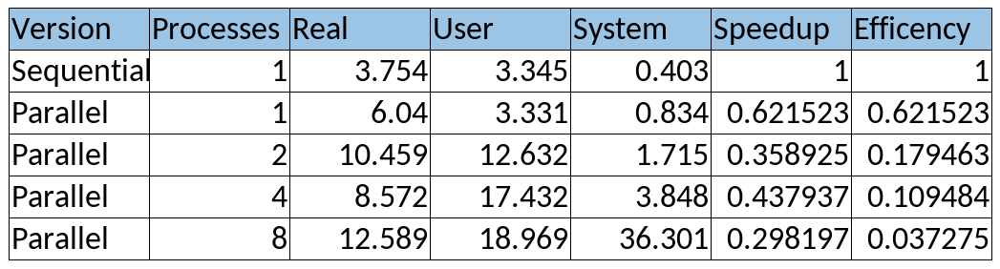 Version Processes Real User System Speedup Efficency
Sequential 1 3.754 3.345 0.403 1 1
Parallel 1 6.04 3.331 0.834 0.621523 0.621523
Parallel 2 10.459 12.632 1.715 0.358925 0.179463
Parallel 4 8.572 17.432 3.848 0.437937 0.109484
Parallel 8 12.589 18.969 36.301 0.298197 0.037275